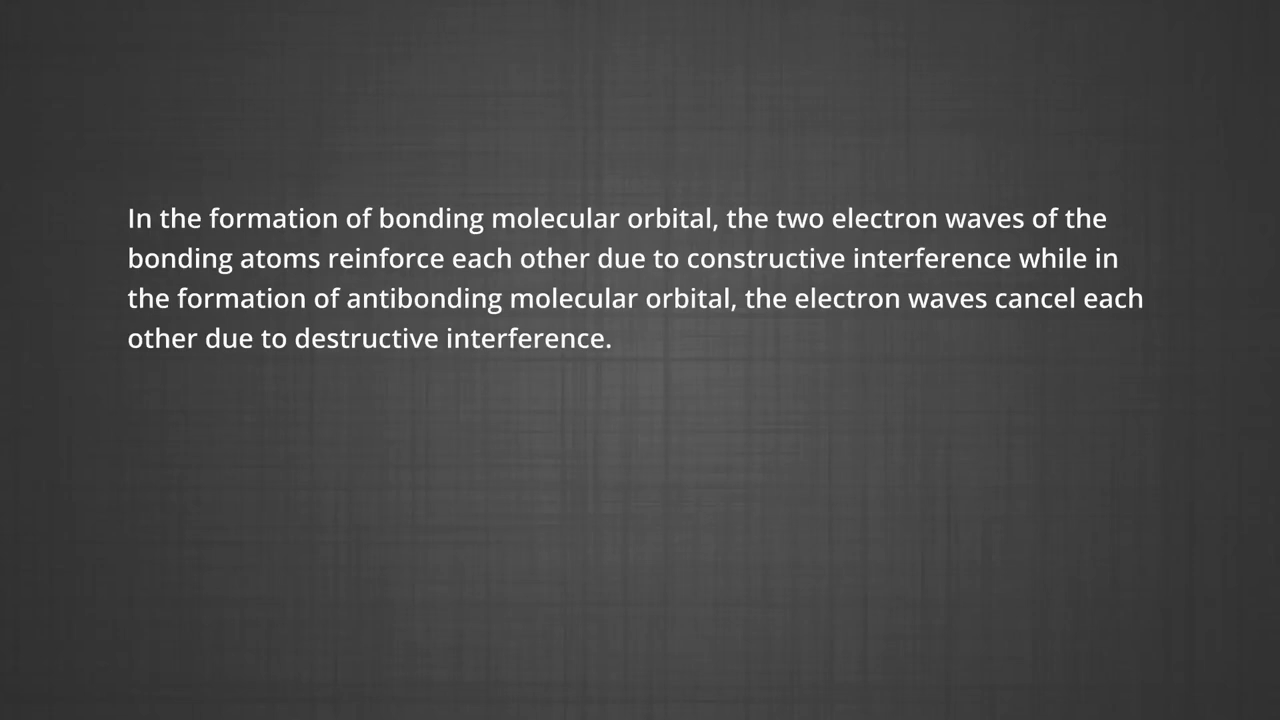 In the formation of bonding molecular orbital, the two electron waves of the
bonding atoms reinforce each other due to constructive interference while in
the formation of antibonding molecular orbital, the electron waves cancel each
other due to destructive interference.